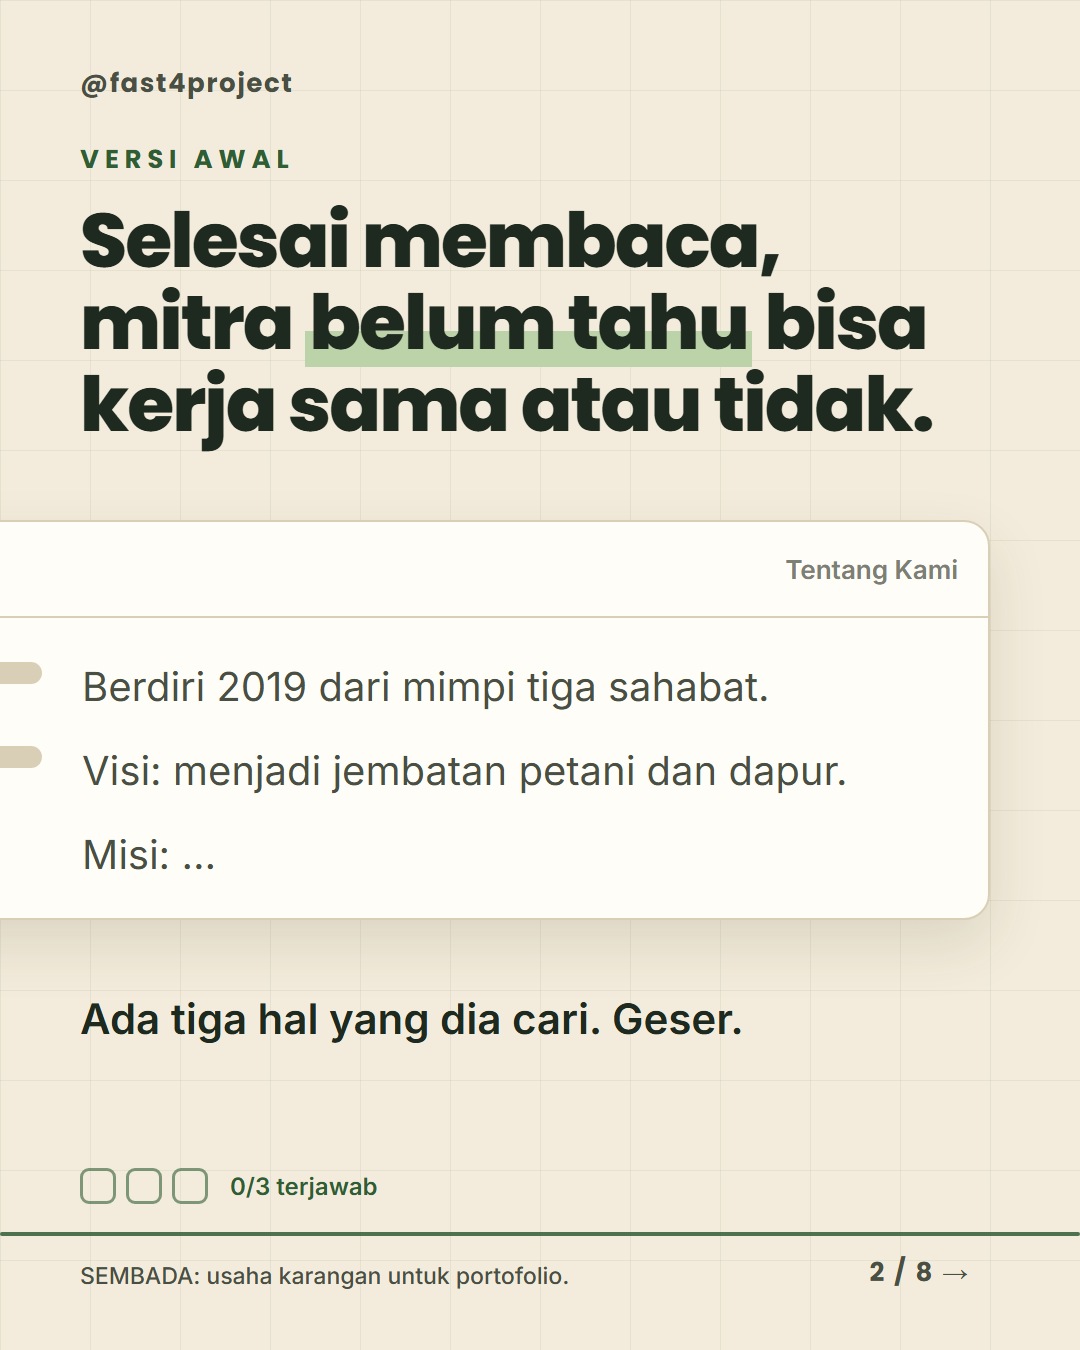 @fast4project
VERSI AWAL
Selesai membaca,
mitra belum tahu bisa
kerja sama atau tidak.
Tentang Kami
Berdiri 2019 dari mimpi tiga sahabat.
Visi: menjadi jembatan petani dan dapur.
Misi: ...
Ada tiga hal yang dia cari. Geser.
0/3 terjawab
SEMBADA: usaha karangan untuk portofolio.
2 / 8 →